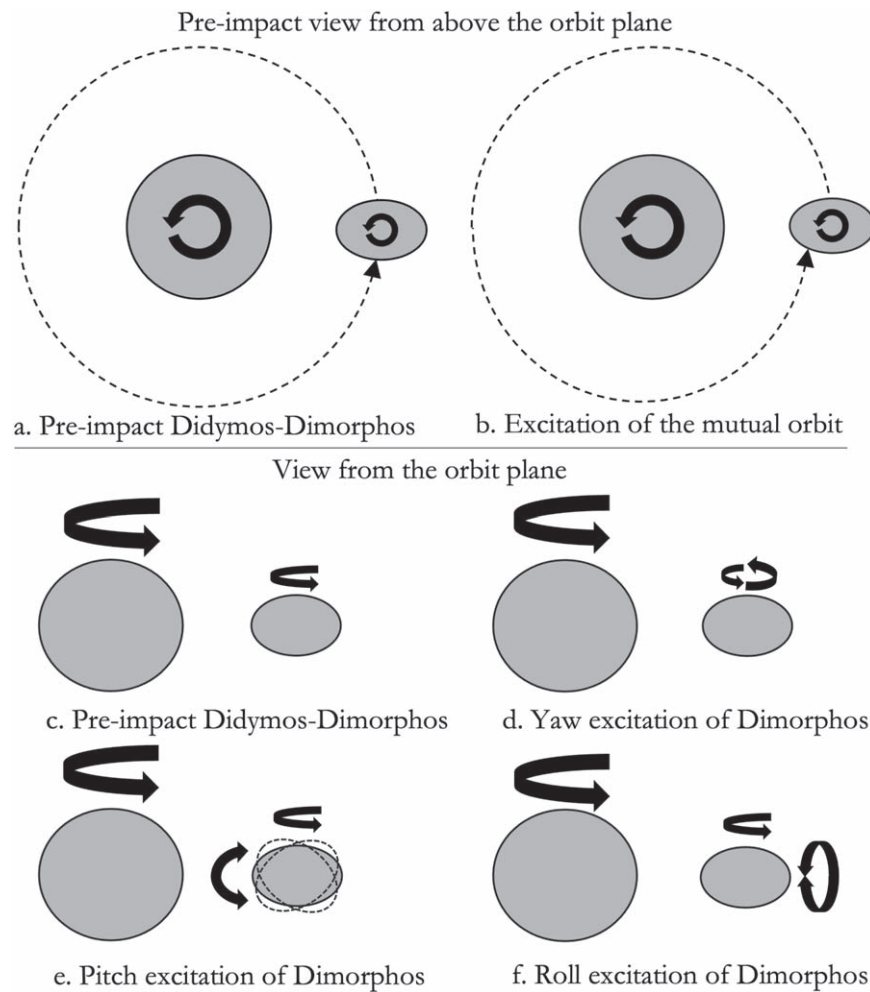 Pre-impact view from above the orbit plane
a. Pre-impact Didymos-Dimorphos
b. Excitation of the mutual orbit
View from the orbit plane
c. Pre-impact Didymos-Dimorphos
d. Yaw excitation of Dimorphos
e. Pitch excitation of Dimorphos
f. Roll excitation of Dimorphos